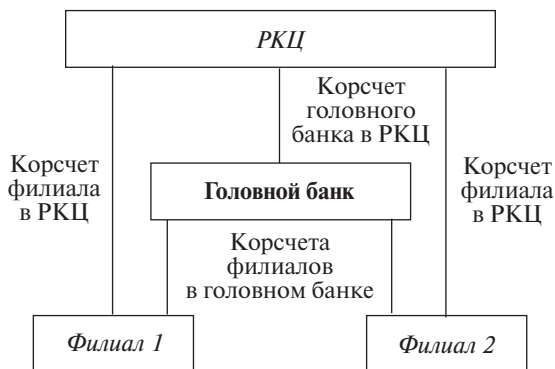 РКЦ
Корсчет
головного
банка в РКЦ
Корсчет
филиала
в РКЦ
Головной банк
Корсчет
филиала
в РКЦ
Корсчета
филиалов
в головном банке
Филиал 1
Филиал 2